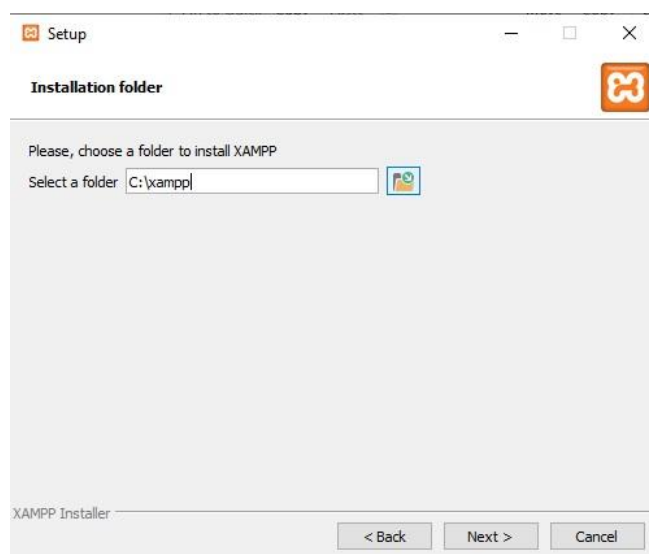 Setup
Installation folder
Please, choose a folder to install XAMPP
Select a folder C:\xampp
XAMPP Installer
< Back Next > Cancel